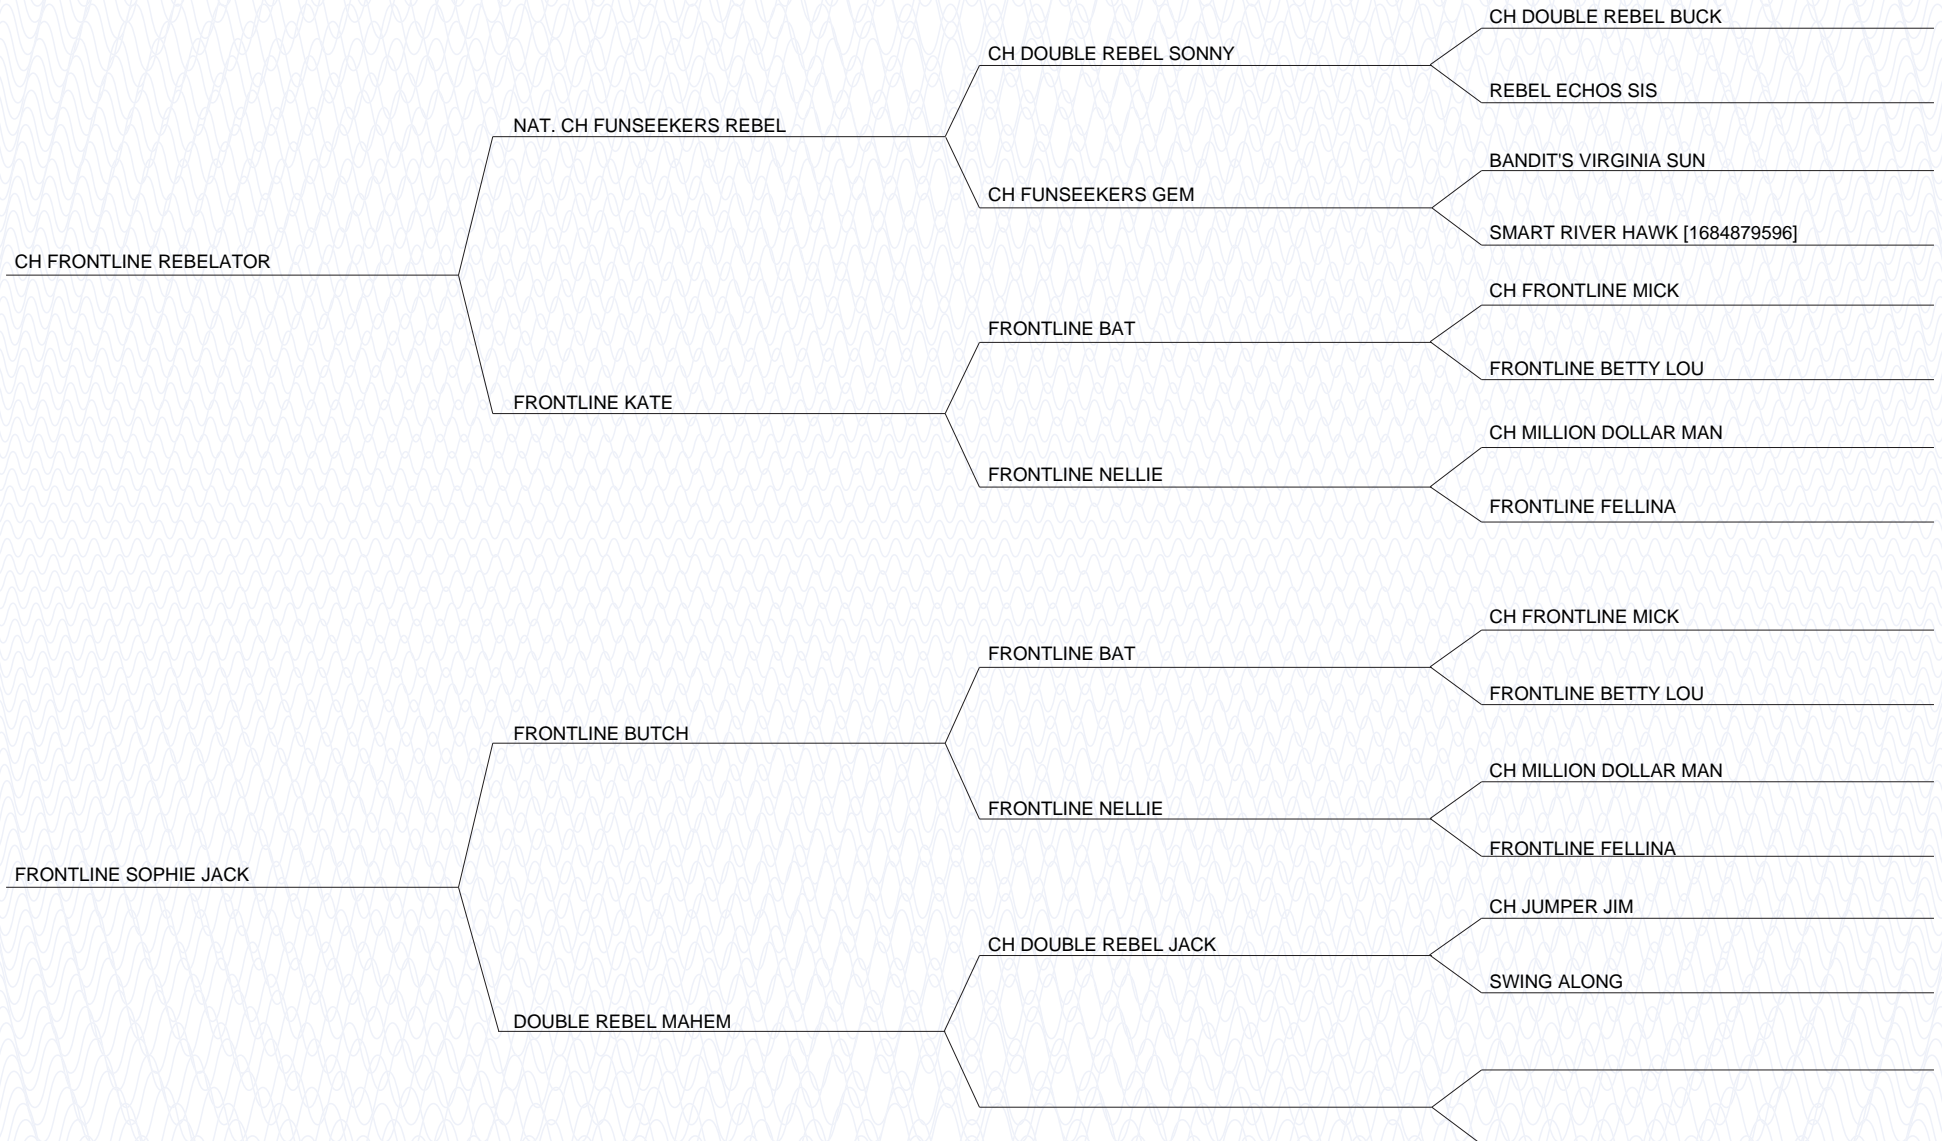 CH DOUBLE REBEL BUCK
CH DOUBLE REBEL SONNY
REBEL ECHOS SIS
NAT. CH FUNSEEKERS REBEL
BANDIT'S VIRGINIA SUN
CH FUNSEEKERS GEM
SMART RIVER HAWK [1684879596]
CH FRONTLINE REBELATOR
CH FRONTLINE MICK
FRONTLINE BAT
FRONTLINE BETTY LOU
FRONTLINE KATE
CH MILLION DOLLAR MAN
FRONTLINE NELLIE
FRONTLINE FELLINA
CH FRONTLINE MICK
FRONTLINE BAT
FRONTLINE BETTY LOU
FRONTLINE BUTCH
CH MILLION DOLLAR MAN
FRONTLINE NELLIE
FRONTLINE FELLINA
FRONTLINE SOPHIE JACK
CH JUMPER JIM
CH DOUBLE REBEL JACK
SWING ALONG
DOUBLE REBEL MAHEM